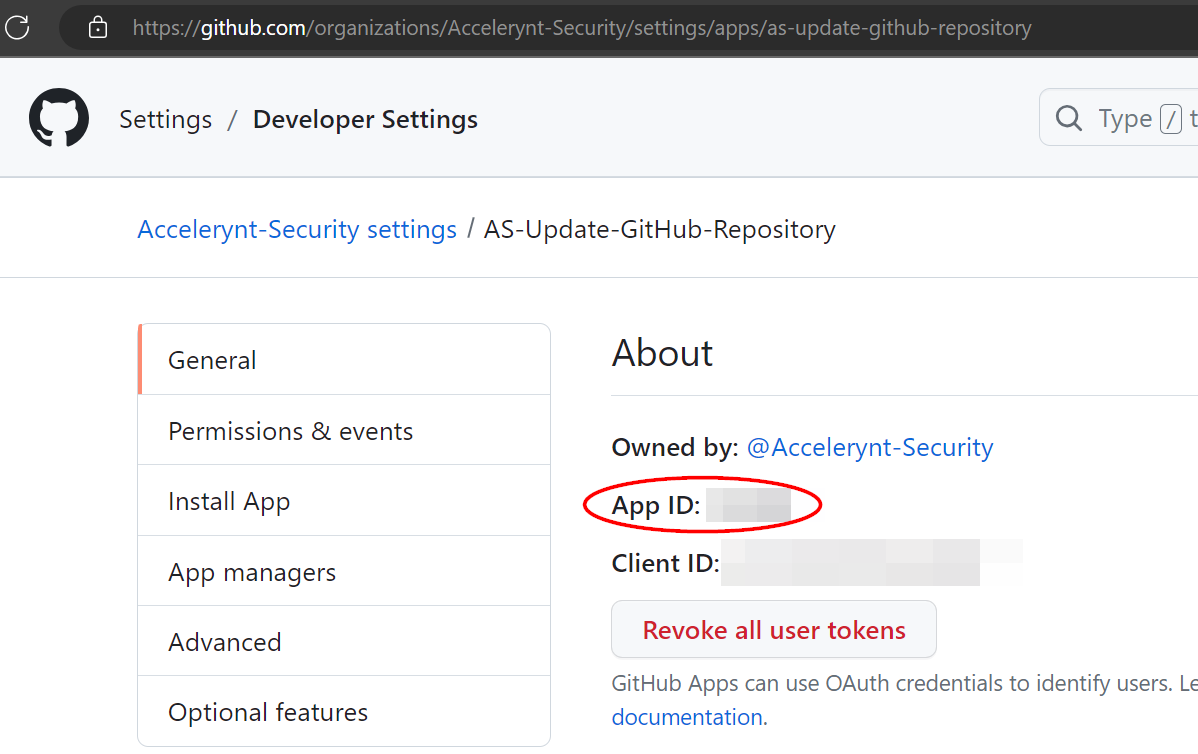 https://github.com/organizations/Accelerynt-Security/settings/apps/as-update-github-repository
Settings / Developer Settings
Type / t
Accelerynt-Security settings / AS-Update-GitHub-Repository
General
Permissions & events
Install App
App managers
Advanced
Optional features
About
Owned by: @Accelerynt-Security
App ID:
Client ID:
Revoke all user tokens
GitHub Apps can use OAuth credentials to identify users. Le
documentation.